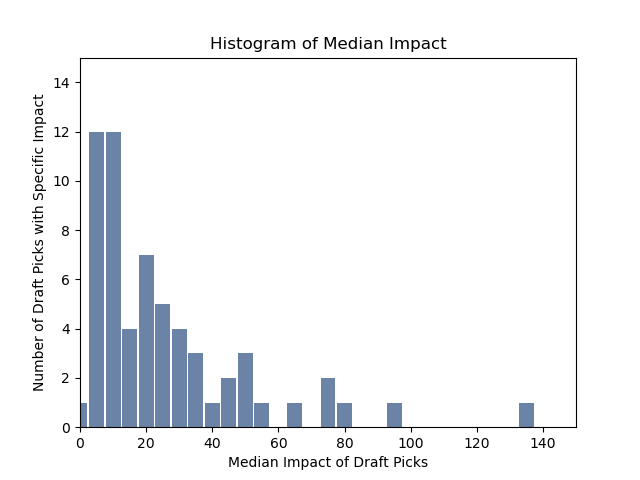 Histogram of Median Impact
Number of Draft Picks with Specific Impact
14
12
10
8
6
4
2
0
0 20 40 60 80 100 120 140
Median Impact of Draft Picks